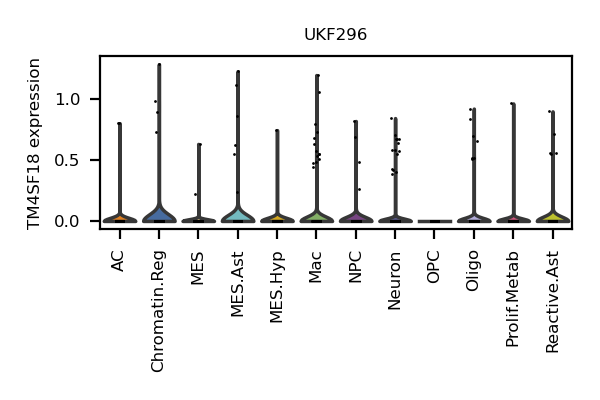 UKF296
TM4SF18 expression
1.0
0.5
0.0
AC
Chromatin.Reg
MES
MES.Ast
MES.Hyp
Mac
NPC
Neuron
OPC
Oligo
Prolif.Metab
Reactive.Ast